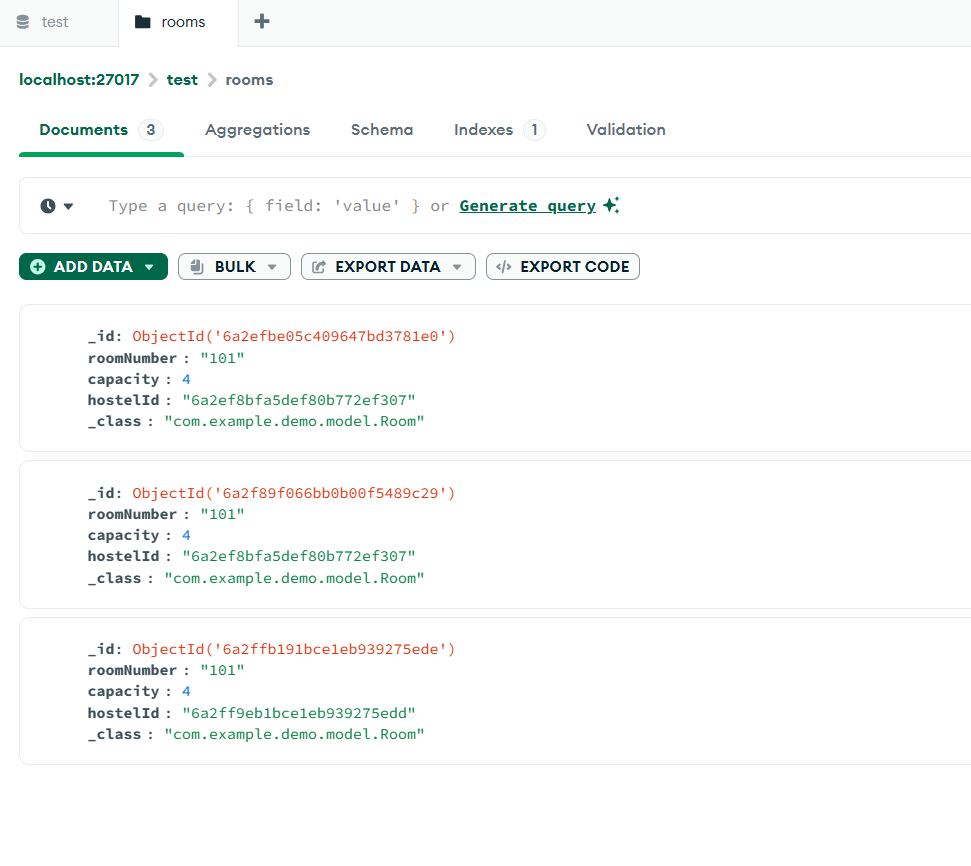 test
rooms
localhost:27017 > test > rooms
Documents 3 Aggregations Schema Indexes 1 Validation
Type a query: { field: 'value' } or Generate query
ADD DATA BULK EXPORT DATA </> EXPORT CODE
_id: ObjectId('6a2efbe05c409647bd3781e0')
roomNumber : "101"
capacity : 4
hostelId : "6a2ef8bfa5def80b772ef307"
_class : "com.example.demo.model.Room"
_id: ObjectId('6a2f89f066bb0b00f5489c29')
roomNumber : "101"
capacity : 4
hostelId : "6a2ef8bfa5def80b772ef307"
_class : "com.example.demo.model.Room"
_id: ObjectId('6a2ffb191bce1eb939275ede')
roomNumber : "101"
capacity : 4
hostelId : "6a2ff9eb1bce1eb939275edd"
_class : "com.example.demo.model.Room"